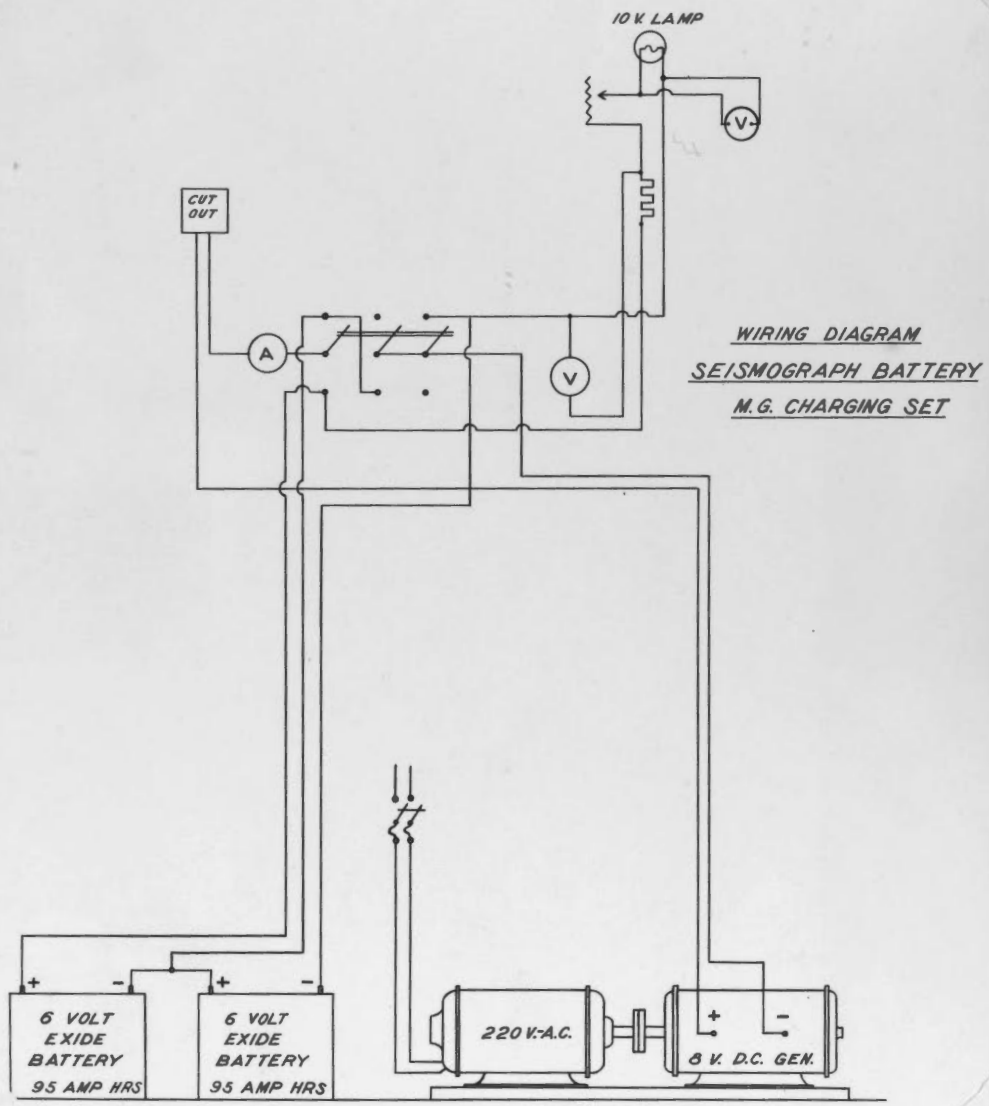 10 V. LAMP
V
CUT
OUT
A
V
WIRING DIAGRAM
SEISMOGRAPH BATTERY
M.G. CHARGING SET
+ - + -
6 VOLT
EXIDE
BATTERY
95 AMP HRS
6 VOLT
EXIDE
BATTERY
95 AMP HRS
220 V.-A.C.
+ -
8 V. D.C. GEN.